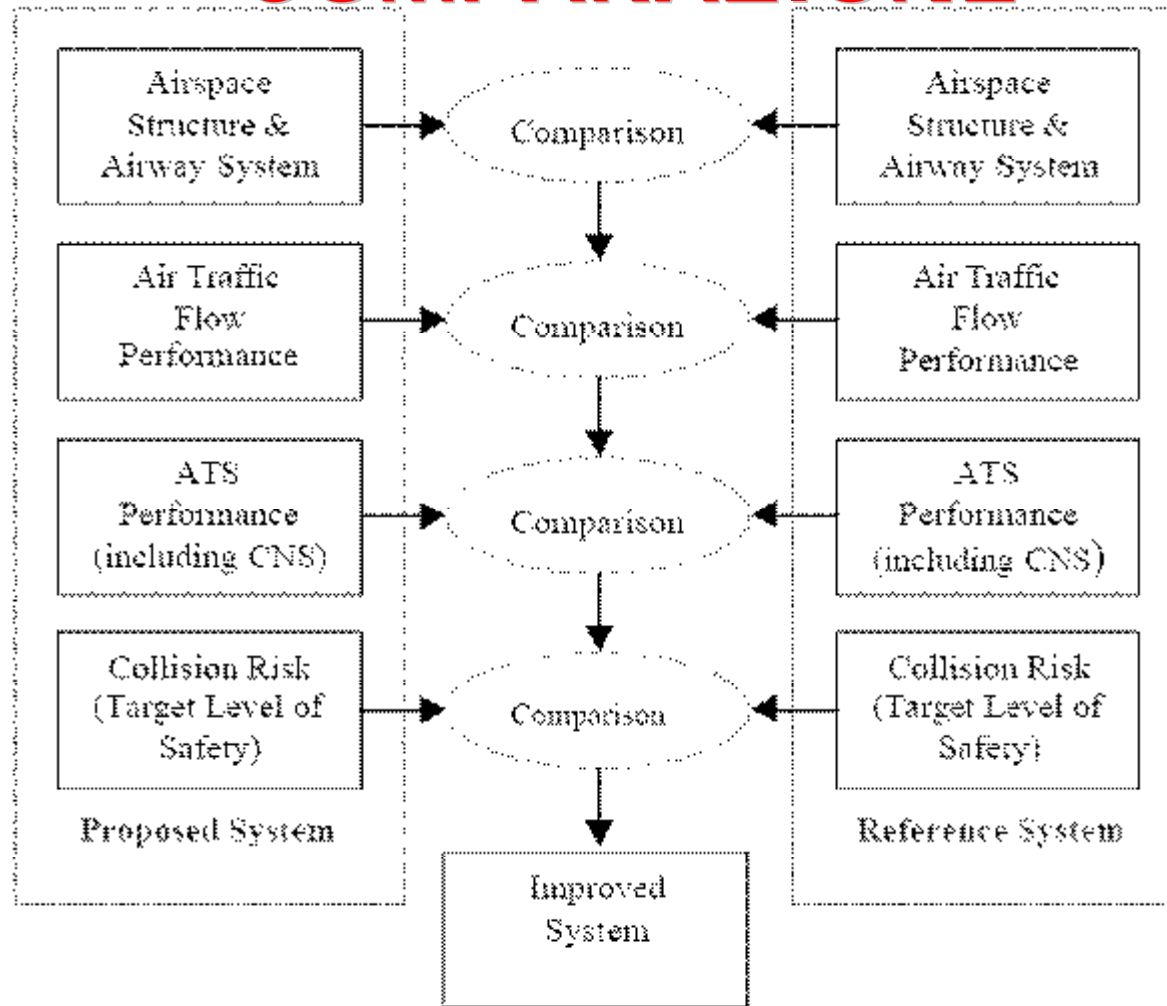 COMPARAZIONE
Airspace
Structure &
Airway System
Comparison
Airspace
Structure &
Airway System
Air Traffic
Flow
Performance
Comparison
Air Traffic
Flow
Performance
ATS
Performance
(including CNS)
Comparison
ATS
Performance
(including CNS)
Collision Risk
(Target Level of
Safety)
Comparison
Collision Risk
(Target Level of
Safety)
Proposed System
Reference System
Improved
System